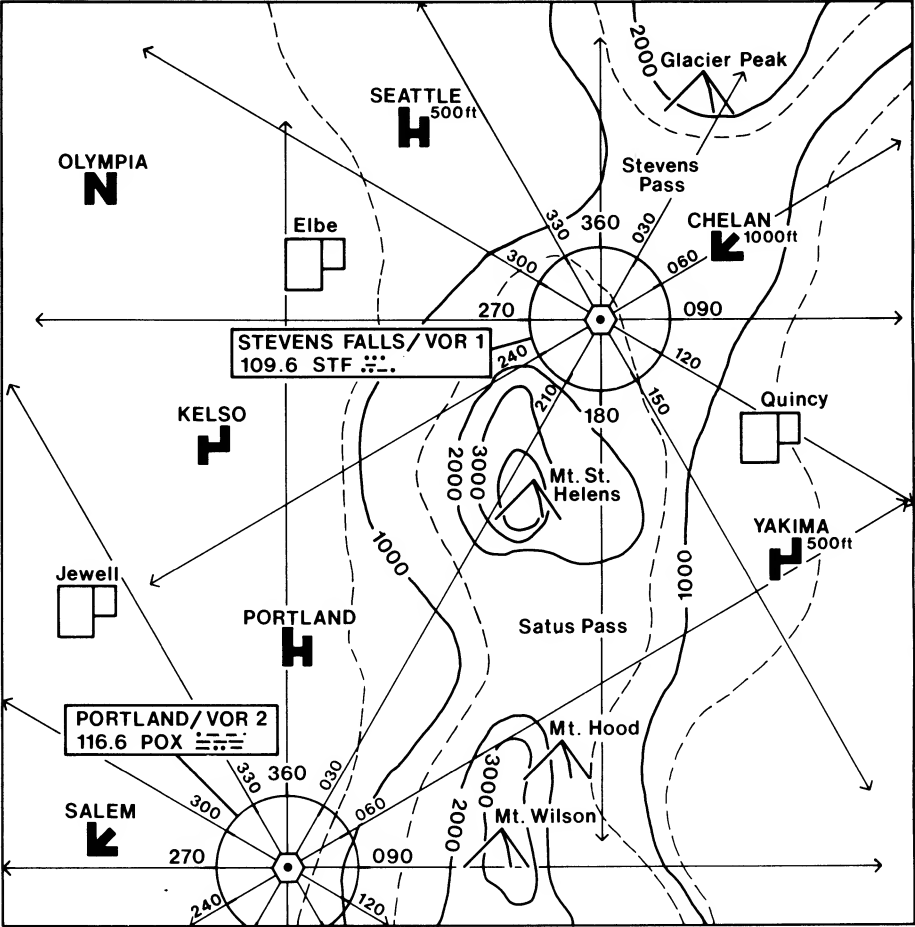 2000
Glacier Peak
SEATTLE
500ft
OLYMPIA
N
Stevens
Pass
Elbe
330
360
030
CHELAN
1000ft
300
060
270
090
STEVENS FALLS/VOR 1
109.6 STF
240
120
210
180
150
Quincy
KELSO
2000
3000
Mt. St.
Helens
YAKIMA
500ft
1000
1000
Jewell
PORTLAND
Satus Pass
PORTLAND/VOR 2
116.6 POX
Mt. Hood
330
360
030
300
060
3000
2000
SALEM
Mt. Wilson
270
090
240
120